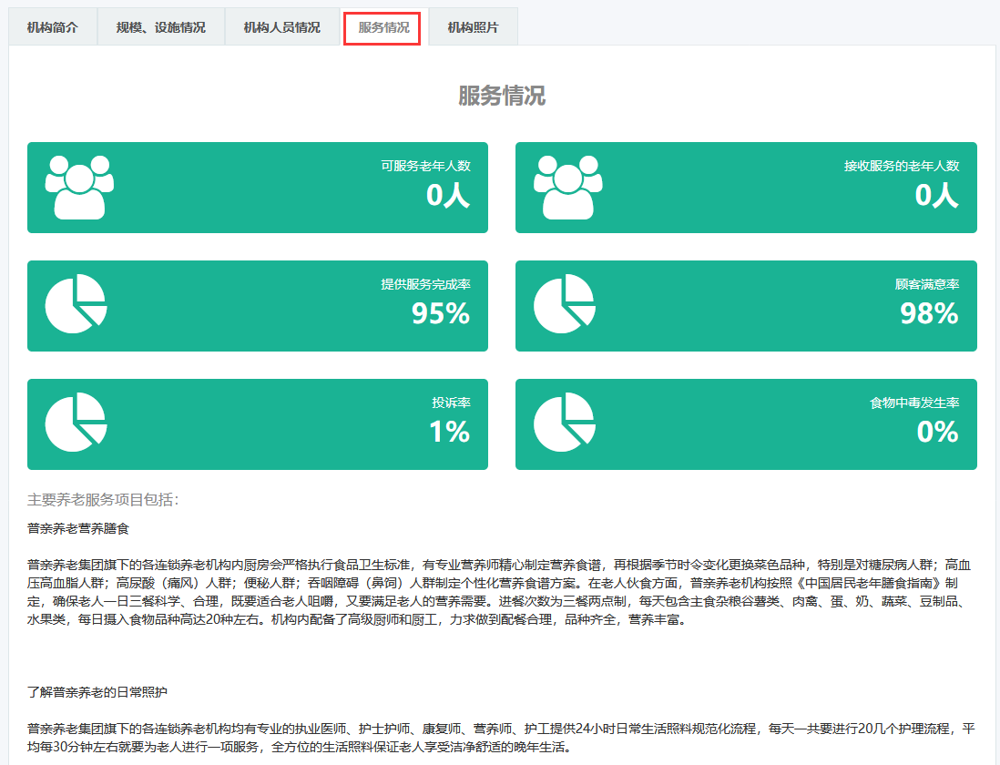 机构简介
规模、设施情况
机构人员情况
服务情况
机构照片
服务情况
可服务老年人数
0人
接收服务的老年人数
0人
提供服务完成率
95%
顾客满意率
98%
投诉率
1%
食物中毒发生率
0%
主要养老服务项目包括：
普亲养老营养膳食
普亲养老集团旗下的各连锁养老机构内厨房会严格执行食品卫生标准，有专业营养师精心制定营养食谱，再根据季节时令变化更换菜色品种，特别是对糖尿病人群；高血
压高血脂人群；高尿酸（痛风）人群；便秘人群；吞咽障碍（鼻饲）人群制定个性化营养食谱方案。在老人伙食方面，普亲养老机构按照《中国居民老年膳食指南》制
定，确保老人一日三餐科学、合理，既要适合老人咀嚼，又要满足老人的营养需要。进餐次数为三餐两点制，每天包含主食杂粮谷薯类、肉禽、蛋、奶、蔬菜、豆制品、
水果类，每日摄入食物品种高达20种左右。机构内配备了高级厨师和厨工，力求做到配餐合理，品种齐全，营养丰富。
了解普亲养老的日常照护
普亲养老集团旗下的各连锁养老机构均有专业的执业医师、护士护师、康复师、营养师、护工提供24小时日常生活照料规范化流程，每天一共要进行20几个护理流程，平
均每30分钟左右就要为老人进行一项服务，全方位的生活照料保证老人享受洁净舒适的晚年生活。